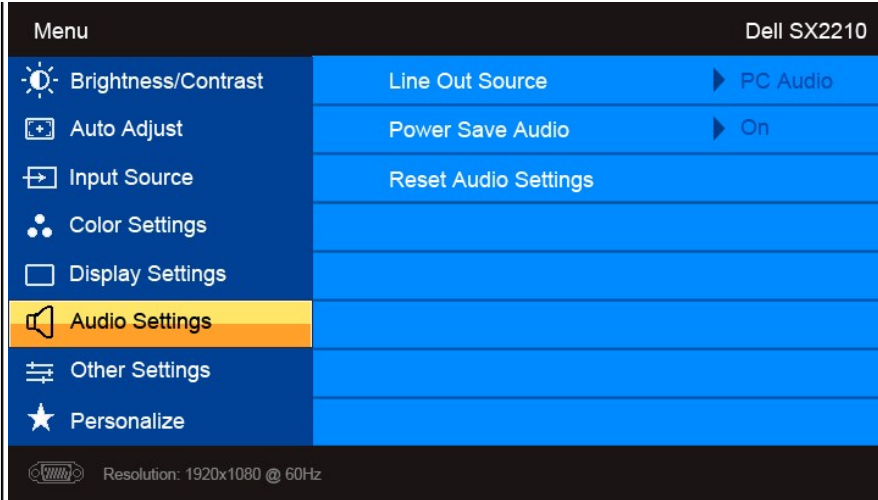 Menu Dell SX2210
Brightness/Contrast Line Out Source PC Audio
Auto Adjust Power Save Audio On
Input Source Reset Audio Settings
Color Settings
Display Settings
Audio Settings
Other Settings
Personalize
Resolution: 1920x1080 @ 60Hz